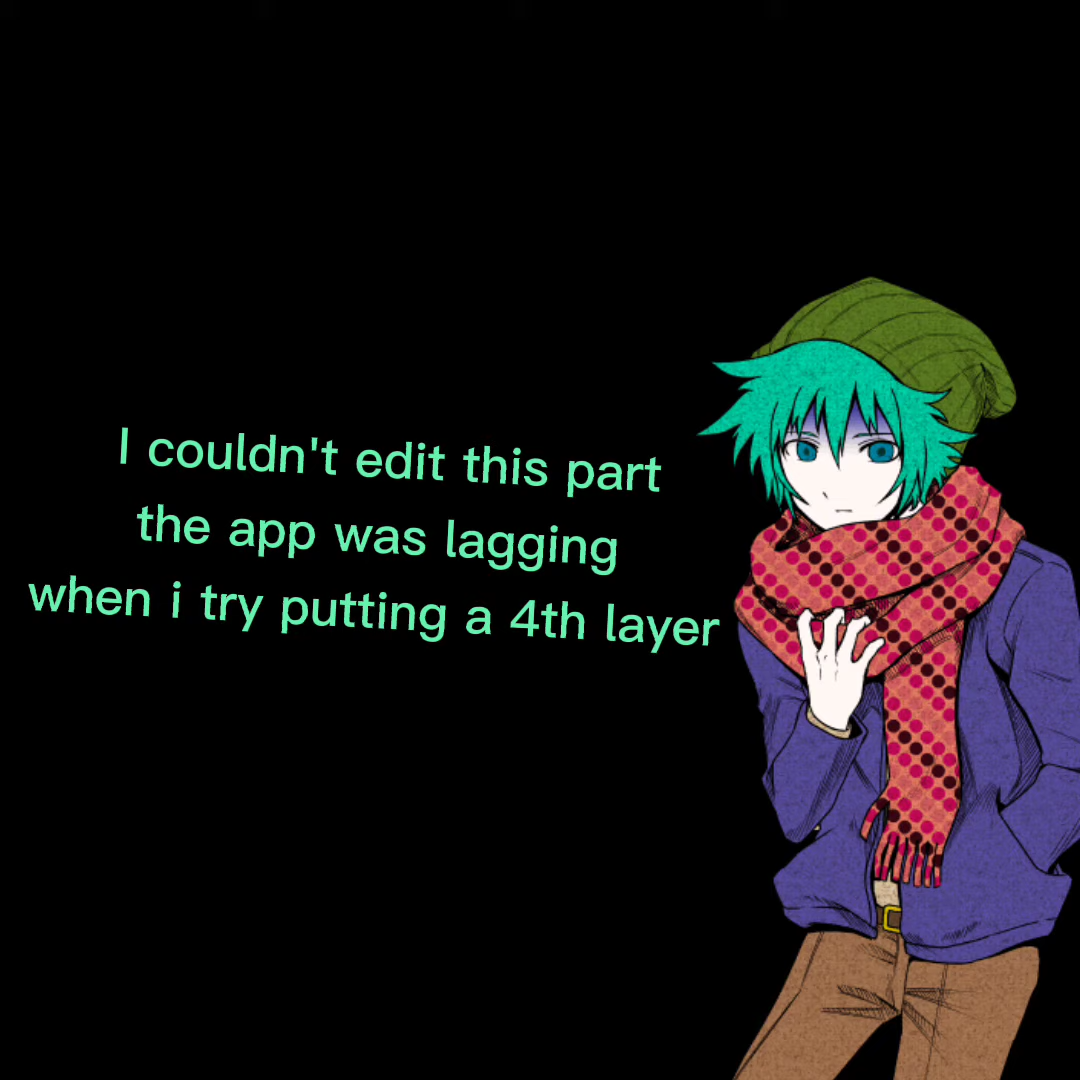 I couldn't edit this part
the app was lagging
when i try putting a 4th layer